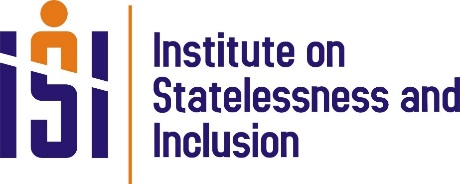 ISI
Institute on
Statelessness and
Inclusion